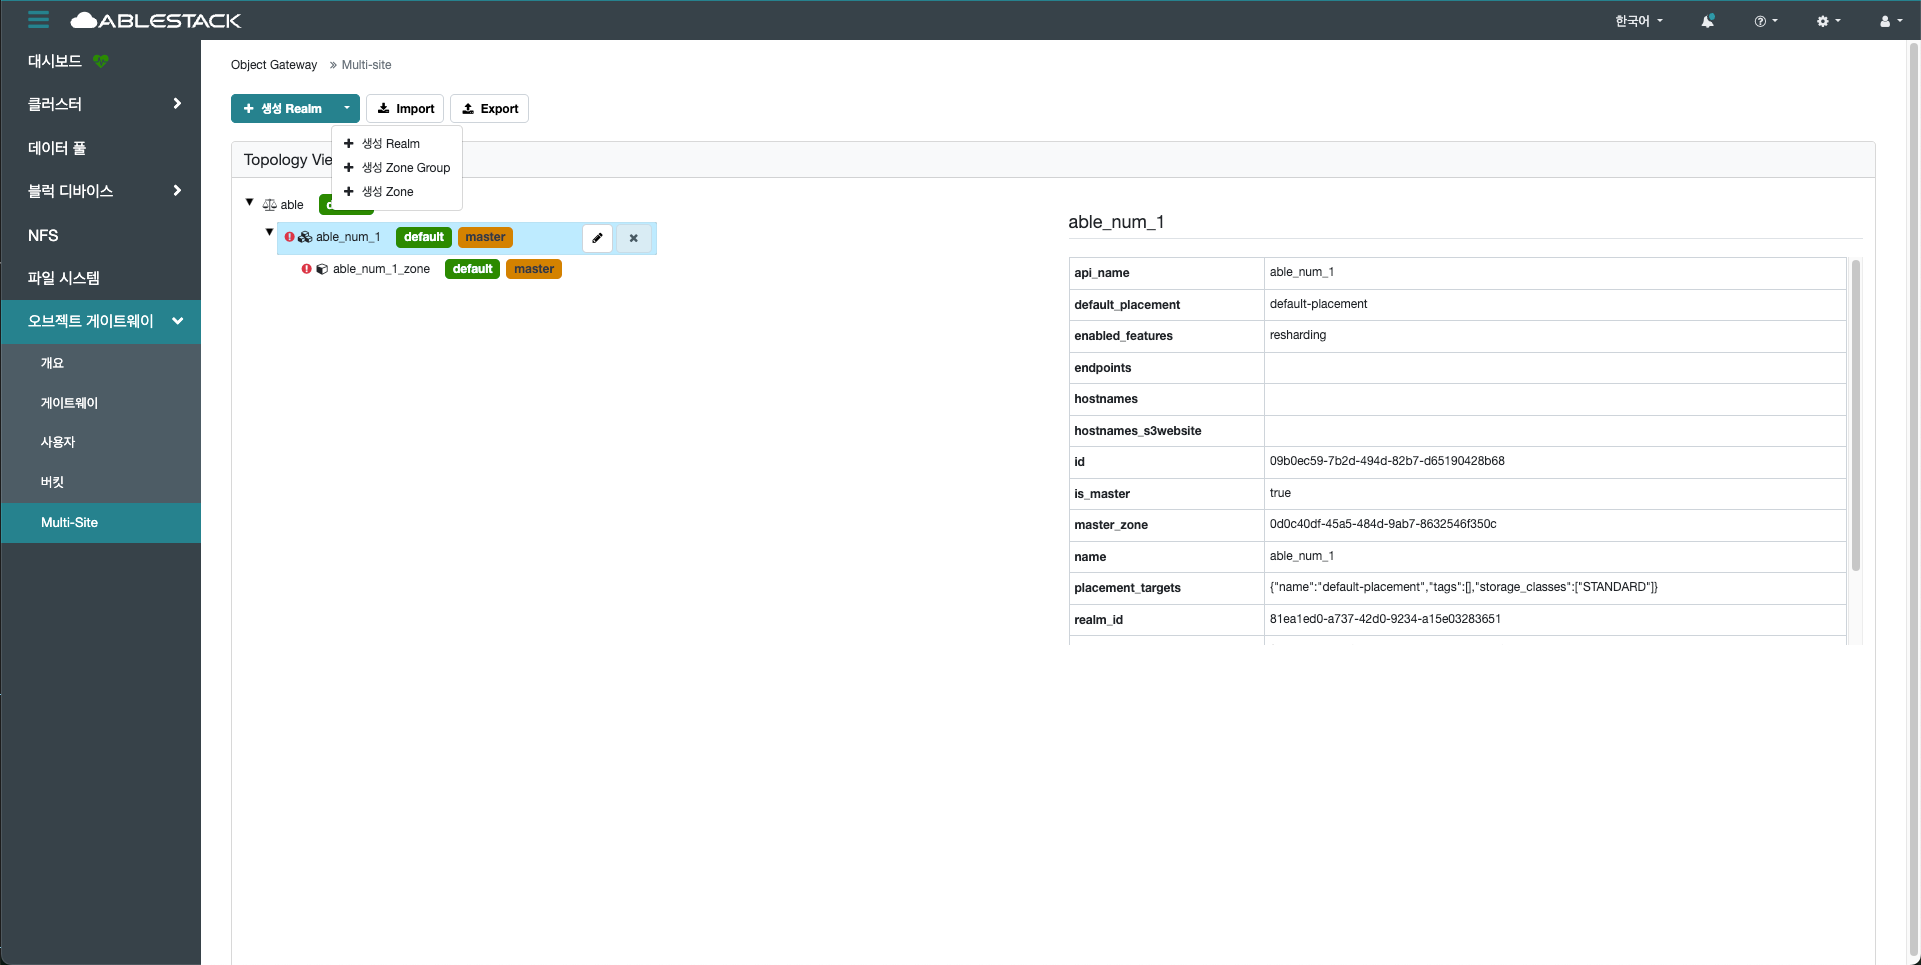 ABLESTACK
한국어
대시보드
클러스터
데이터 풀
블럭 디바이스
NFS
파일 시스템
오브젝트 게이트웨이
개요
게이트웨이
사용자
버킷
Multi-Site
Object Gateway » Multi-site
생성 Realm
Import
Export
생성 Realm
생성 Zone Group
생성 Zone
Topology Vie
able
able_num_1 default master
able_num_1_zone default master
able_num_1
api_name able_num_1
default_placement default-placement
enabled_features resharding
endpoints
hostnames
hostnames_s3website
id 09b0ec59-7b2d-494d-82b7-d65190428b68
is_master true
master_zone 0d0c40df-45a5-484d-9ab7-8632546f350c
name able_num_1
placement_targets {"name":"default-placement","tags":[],"storage_classes":["STANDARD"]}
realm_id 81ea1ed0-a737-42d0-9234-a15e03283651